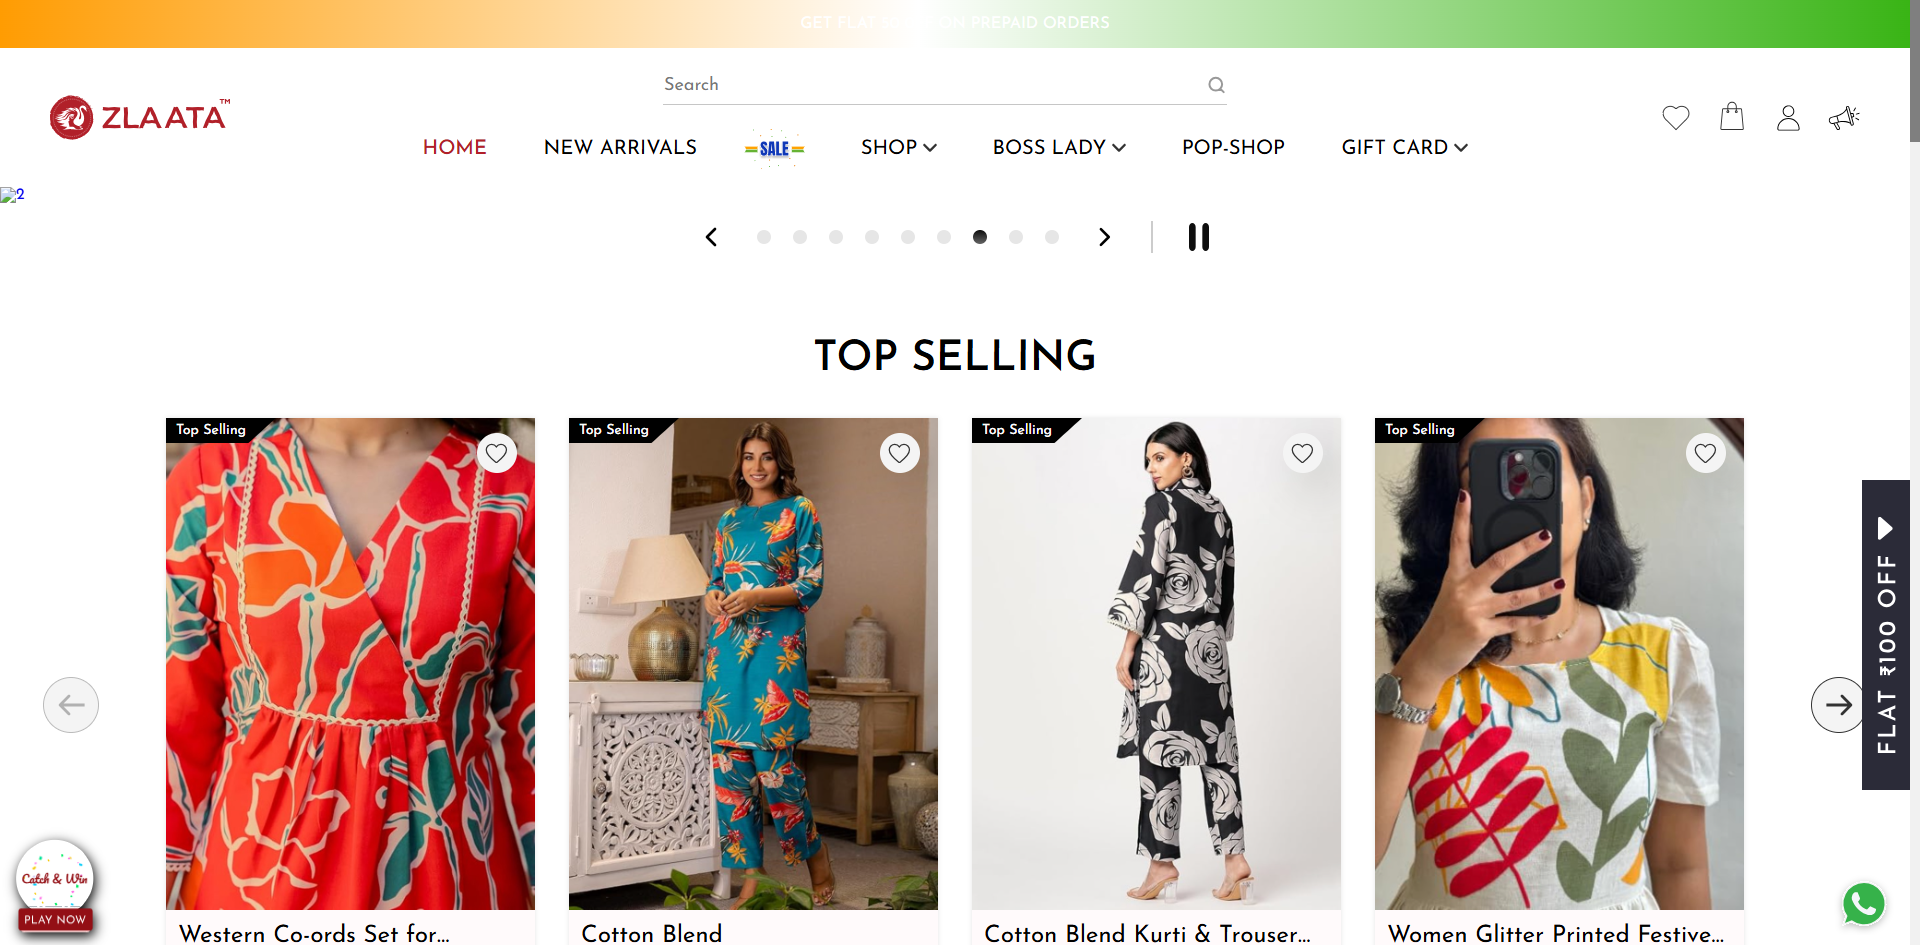 GET FLAT ON PREPAID ORDERS
Search
ZLAATA™
HOME
NEW ARRIVALS
SALE
SHOP
BOSS LADY
POP-SHOP
GIFT CARD
2
TOP SELLING
Top Selling
Top Selling
Top Selling
Top Selling
FLAT ₹100 OFF
Catch & Win
PLAY NOW
Western Co-ords Set for...
Cotton Blend
Cotton Blend Kurti & Trouser...
Women Glitter Printed Festive...